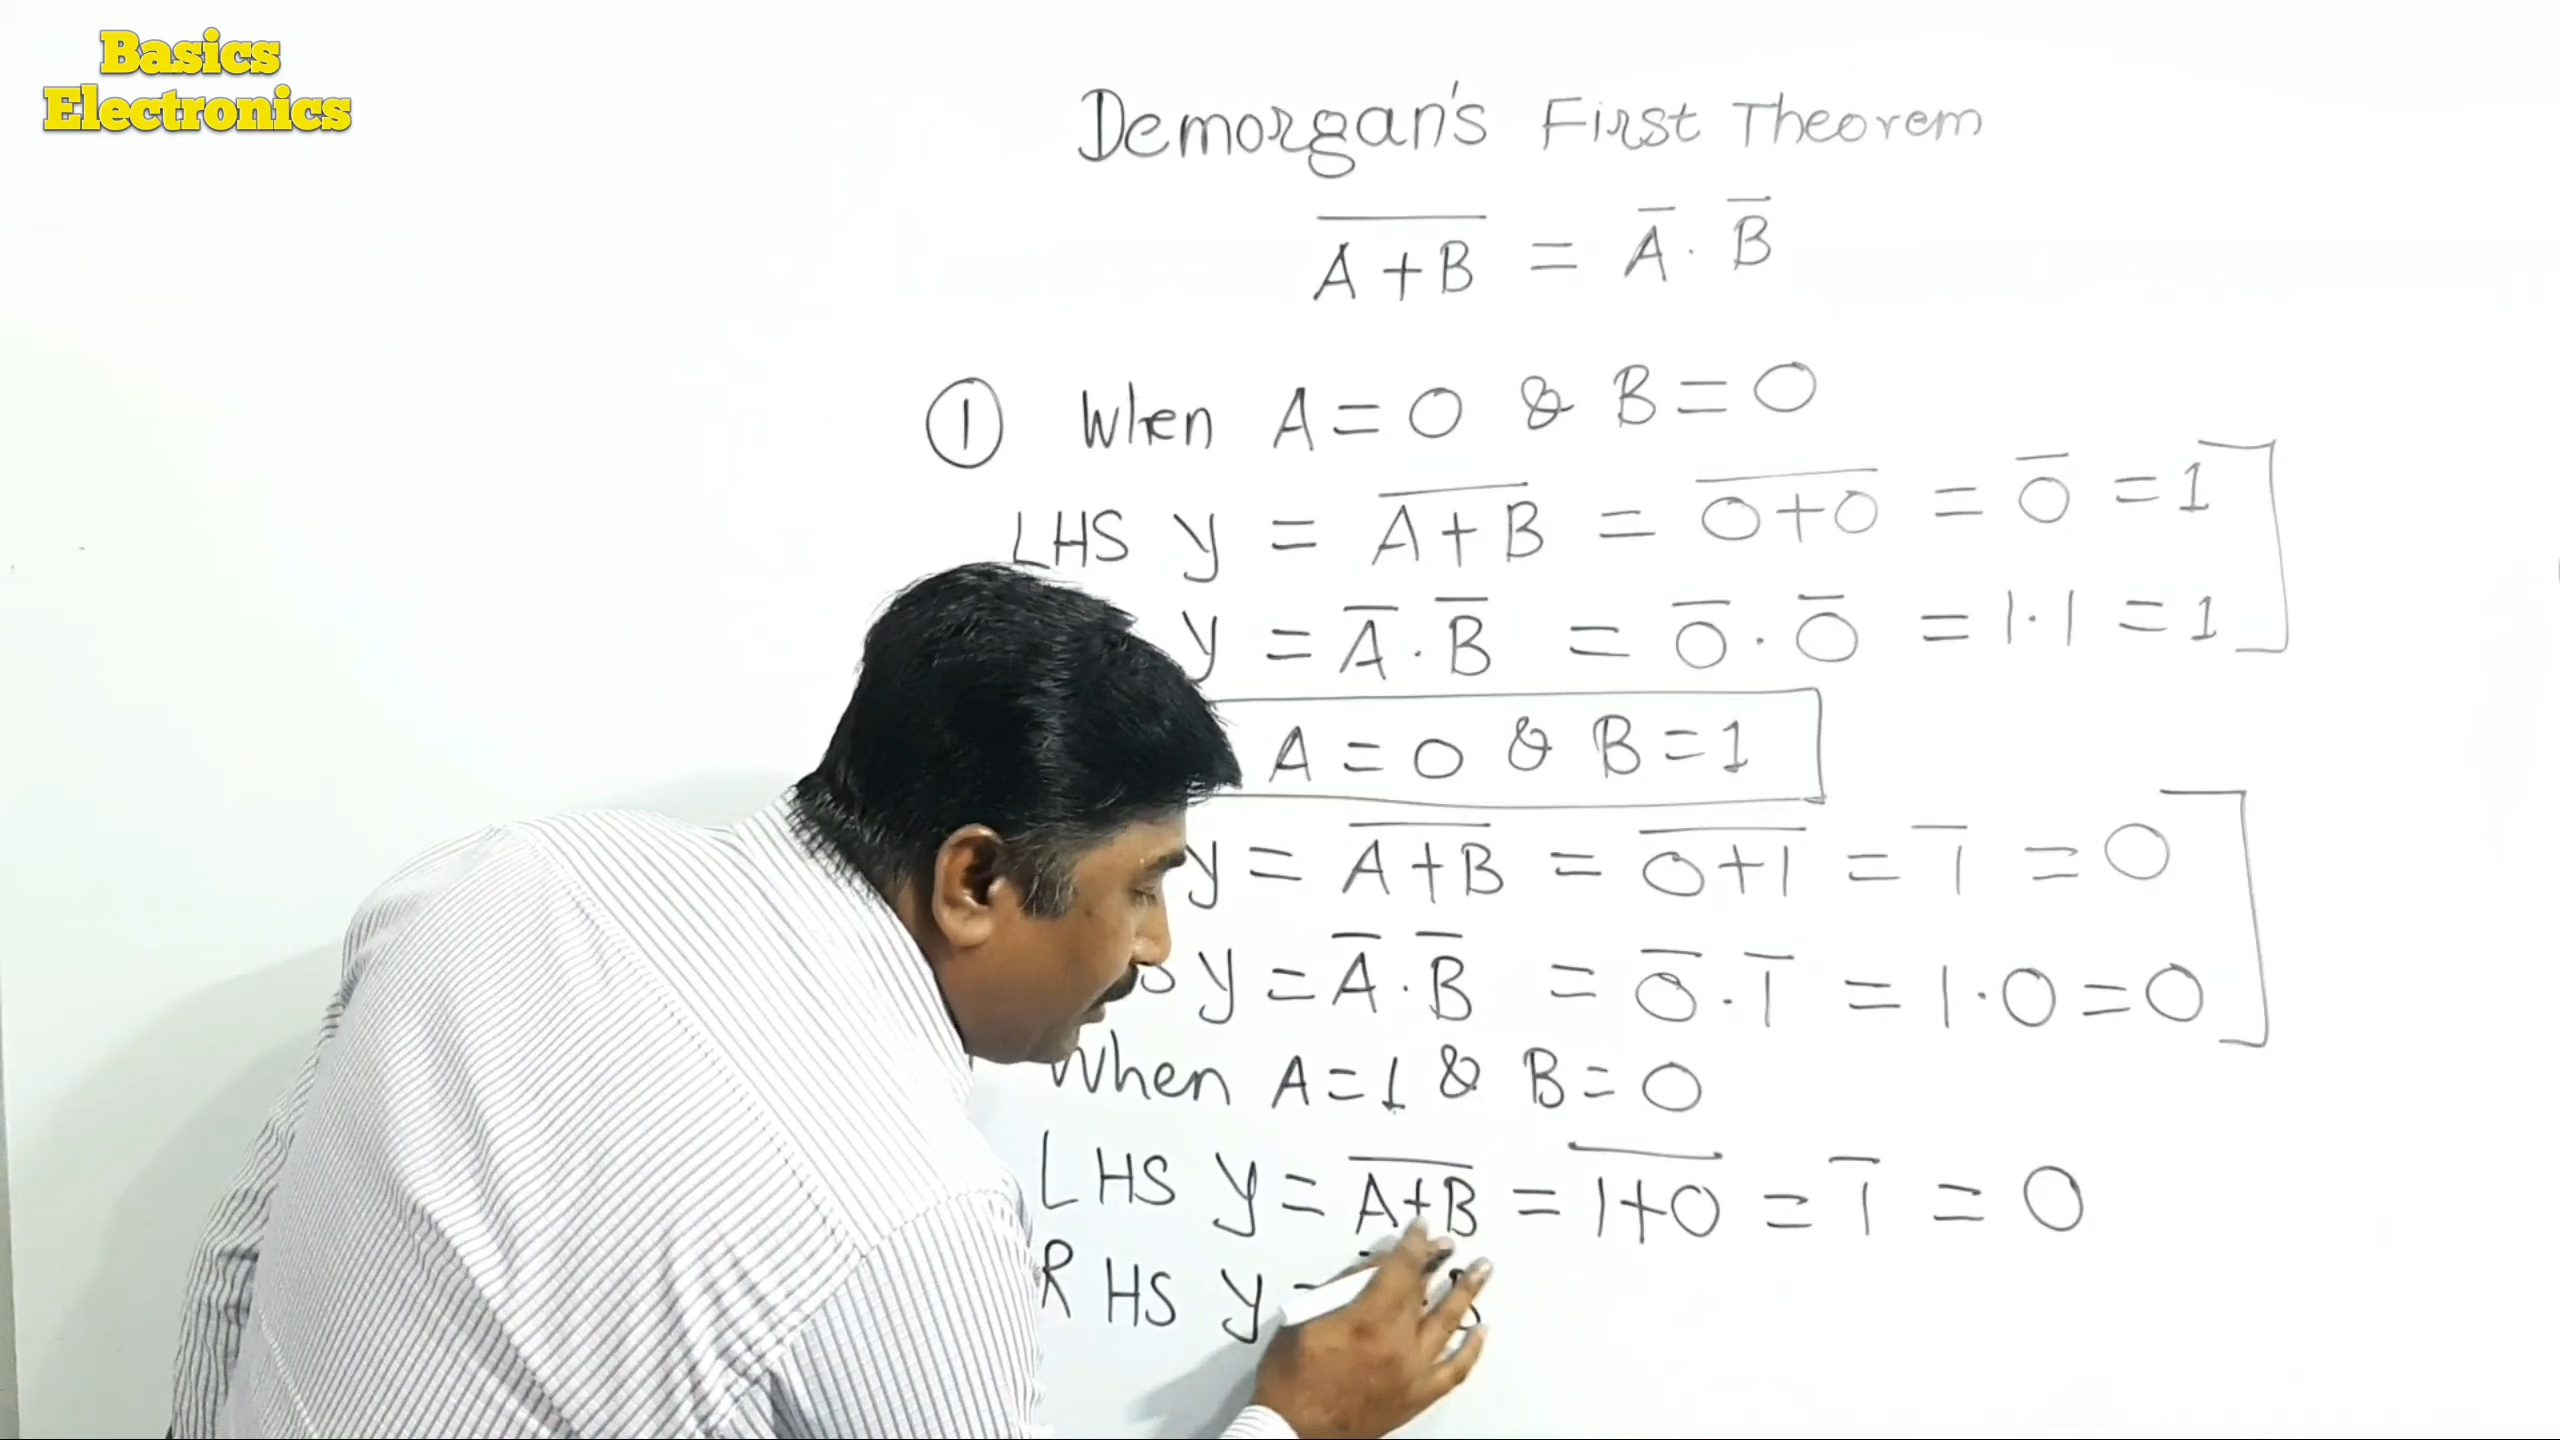 Basics
Electronics
Demorgan's First Theorem
A̅+̅B̅ = A̅ . B̅
① When A = 0 & B = 0
LHS y = A̅+̅B̅ = 0̅+̅0̅ = 0̅ = 1
y = A̅ . B̅ = 0̅ . 0̅ = 1 . 1 = 1
A = 0 & B = 1
y = A̅+̅B̅ = 0̅+̅1̅ = 1̅ = 0
S y = A̅ . B̅ = 0̅ . 1̅ = 1 . 0 = 0
When A = 1 & B = 0
LHS y = A̅+̅B̅ = 1̅+̅0̅ = 1̅ = 0
RHS y =